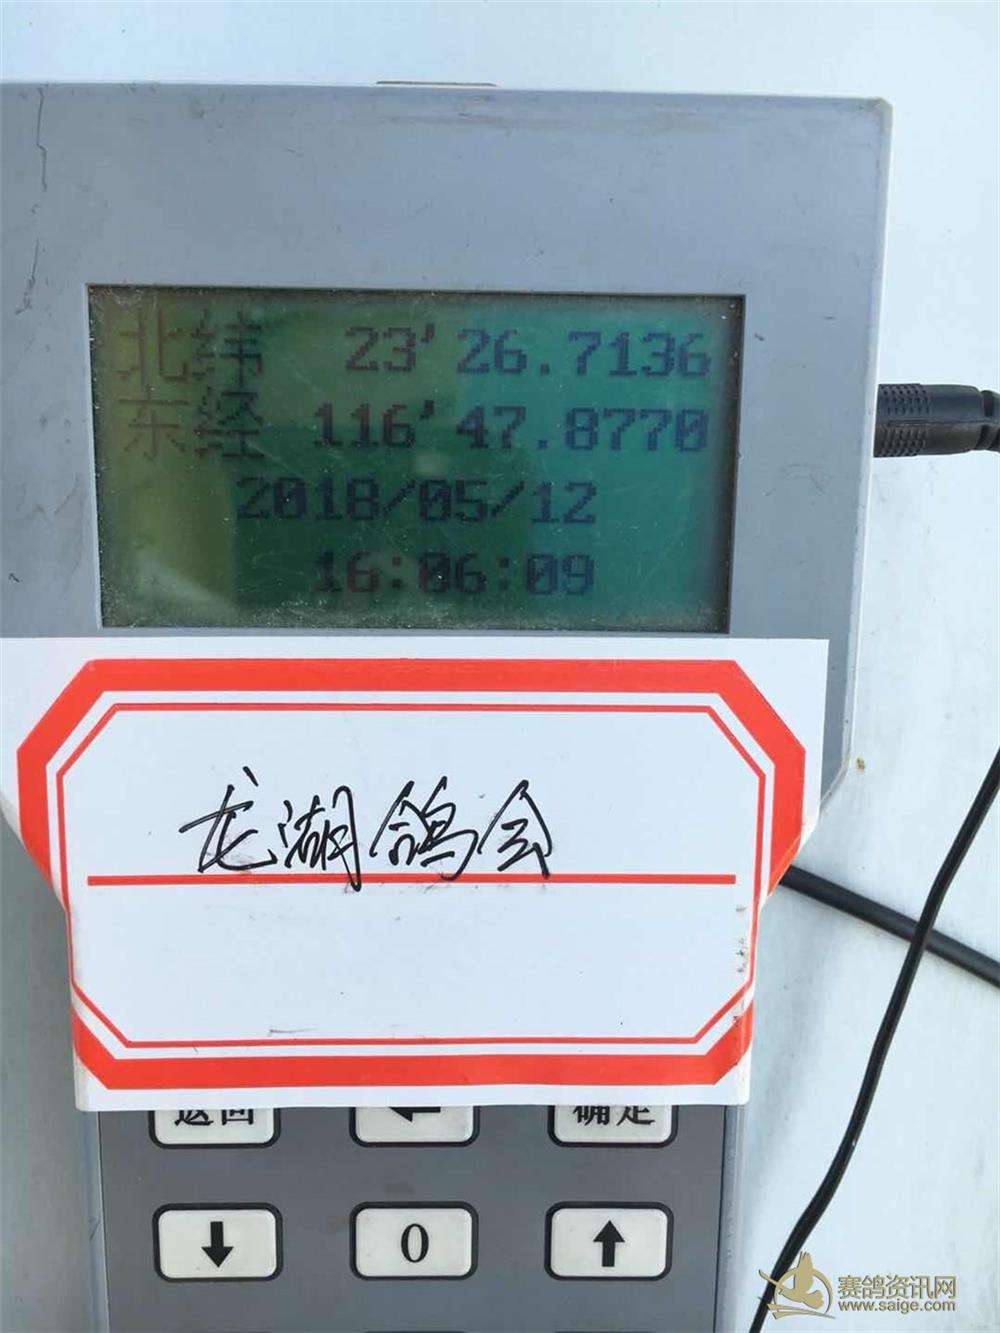 北纬 23'26.7136
东经 116'47.8770
2018/05/12
16:06:09
龙湖鸽会
返回 ← 确定
↓ 0 ↑
赛鸽资讯网
www.saige.com